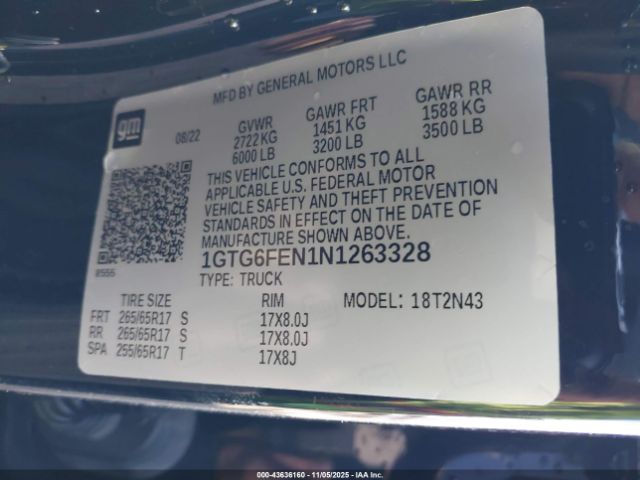 MFD BY GENERAL MOTORS LLC
gm
08/22
GVWR GAWR FRT GAWR RR
2722 KG 1451 KG 1588 KG
6000 LB 3200 LB 3500 LB
THIS VEHICLE CONFORMS TO ALL
APPLICABLE U.S. FEDERAL MOTOR
VEHICLE SAFETY AND THEFT PREVENTION
STANDARDS IN EFFECT ON THE DATE OF
MANUFACTURE SHOWN ABOVE.
8555
1GTG6FEN1N1263328
TYPE: TRUCK
TIRE SIZE RIM MODEL: 18T2N43
FRT 265/65R17 S 17X8.0J
RR 265/65R17 S 17X8.0J
SPA 255/65R17 T 17X8J
000-43636160 - 11/05/2025 - IAA Inc.